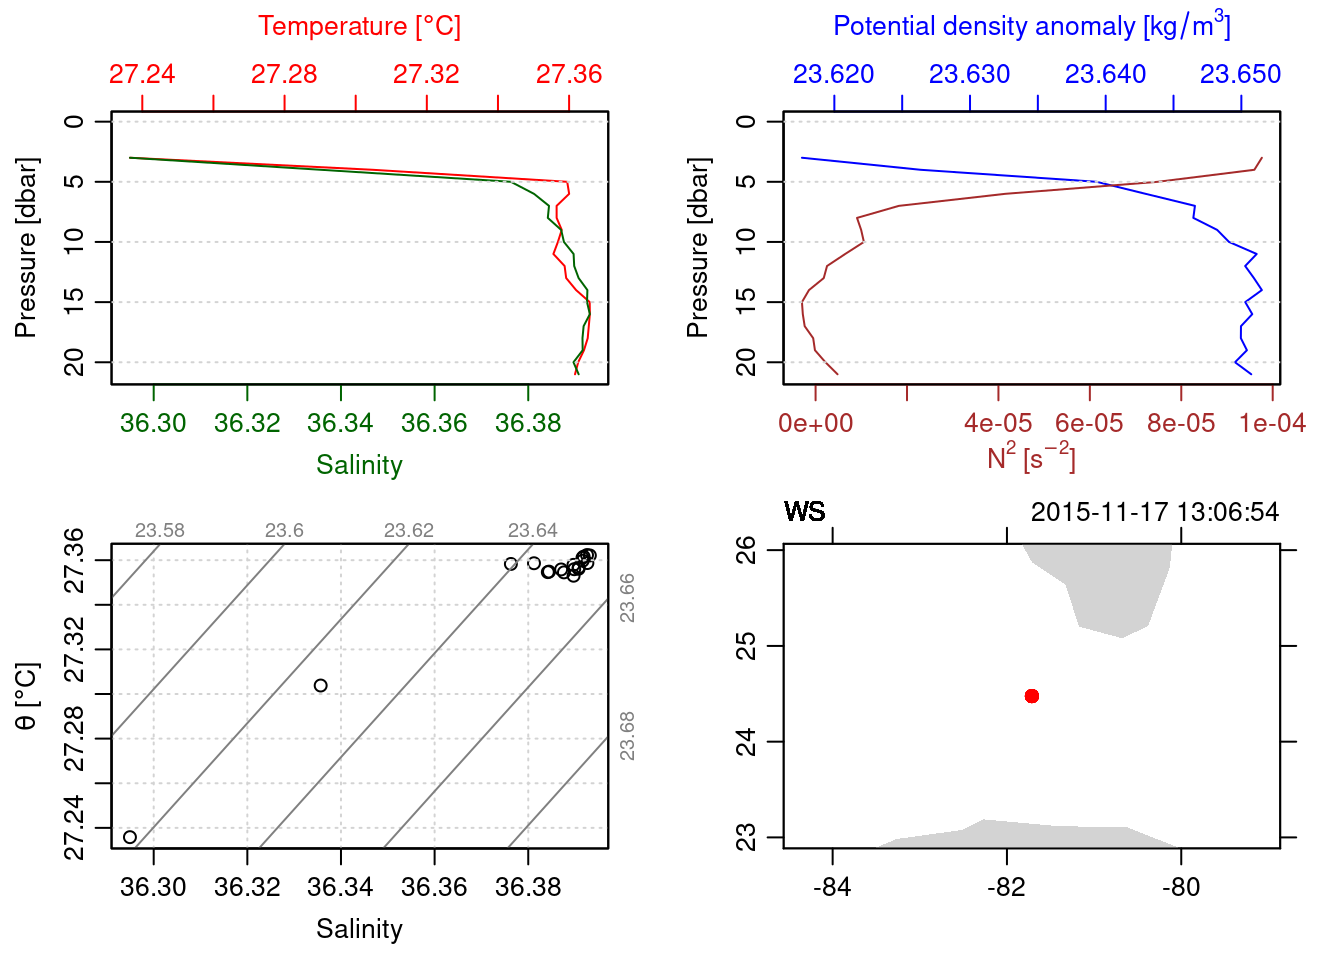 Temperature [°C]
27.24 27.28 27.32 27.36
Pressure [dbar]
0 5 10 15 20
36.30 36.32 36.34 36.36 36.38
Salinity
Potential density anomaly [kg/m³]
23.620 23.630 23.640 23.650
Pressure [dbar]
0 5 10 15 20
0e+00 4e-05 6e-05 8e-05 1e-04
N² [s⁻²]
23.58 23.6 23.62 23.64
23.66
23.68
θ [°C]
27.24 27.28 27.32 27.36
36.30 36.32 36.34 36.36 36.38
Salinity
WS 2015-11-17 13:06:54
23 24 25 26
-84 -82 -80